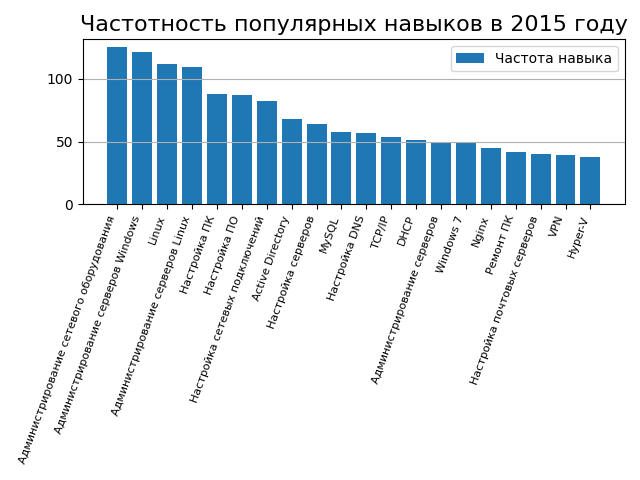 Частотность популярных навыков в 2015 году
Частота навыка
100
50
0
Администрирование сетевого оборудования
Администрирование серверов Windows
Linux
Администрирование серверов Linux
Настройка ПК
Настройка ПО
Настройка сетевых подключений
Active Directory
Настройка серверов
MySQL
Настройка DNS
TCP/IP
DHCP
Администрирование серверов
Windows 7
Nginx
Ремонт ПК
Настройка почтовых серверов
VPN
Hyper-V